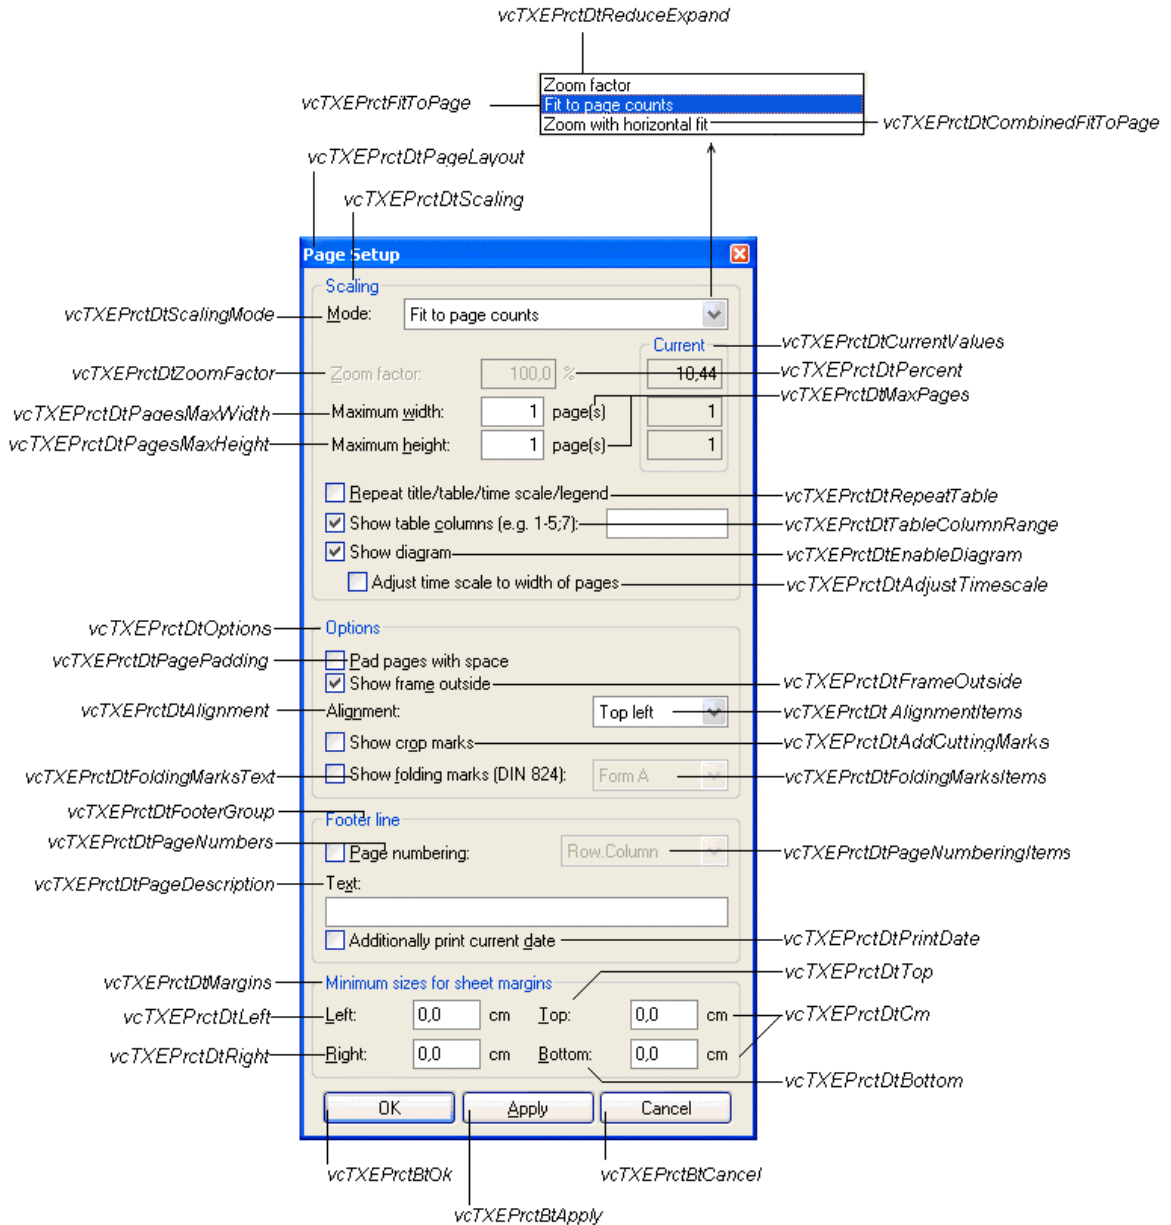 vcTXEPrctDtReduceExpand
Zoom factor
vcTXEPrctFitToPage
Fit to page counts
Zoom with horizontal fit
vcTXEPrctDtCombinedFitToPage
vcTXEPrctDtPageLayout
vcTXEPrctDtScaling
Page Setup
Scaling
vcTXEPrctDtScalingMode
Mode:
Fit to page counts
Current
vcTXEPrctDtCurrentValues
vcTXEPrctDtZoomFactor
Zoom factor:
100,0 %
10,44
vcTXEPrctDtPercent
vcTXEPrctDtPagesMaxWidth
Maximum width:
1 page(s)
1
vcTXEPrctDtMaxPages
vcTXEPrctDtPagesMaxHeight
Maximum height:
1 page(s)
1
Repeat title/table/time scale/legend
vcTXEPrctDtRepeatTable
Show table columns (e.g. 1-5;7):
vcTXEPrctDtTableColumnRange
Show diagram
vcTXEPrctDtEnableDiagram
Adjust time scale to width of pages
vcTXEPrctDtAdjustTimescale
vcTXEPrctDtOptions
Options
vcTXEPrctDtPagePadding
Pad pages with space
Show frame outside
vcTXEPrctDtFrameOutside
vcTXEPrctDtAlignment
Alignment:
Top left
vcTXEPrctDt AlignmentItems
Show crop marks
vcTXEPrctDtAddCuttingMarks
vcTXEPrctDtFoldingMarksText
Show folding marks (DIN 824):
Form A
vcTXEPrctDtFoldingMarksItems
vcTXEPrctDtFooterGroup
Footer line
vcTXEPrctDtPageNumbers
Page numbering:
Row.Column
vcTXEPrctDtPageNumberingItems
vcTXEPrctDtPageDescription
Text:
Additionally print current date
vcTXEPrctDtPrintDate
vcTXEPrctDtMargins
Minimum sizes for sheet margins
vcTXEPrctDtTop
vcTXEPrctDtLeft
Left:
0,0 cm
Top:
0,0 cm
vcTXEPrctDtCm
vcTXEPrctDtRight
Right:
0,0 cm
Bottom:
0,0 cm
vcTXEPrctDtBottom
OK
Apply
Cancel
vcTXEPrctBtOk
vcTXEPrctBtCancel
vcTXEPrctBtApply